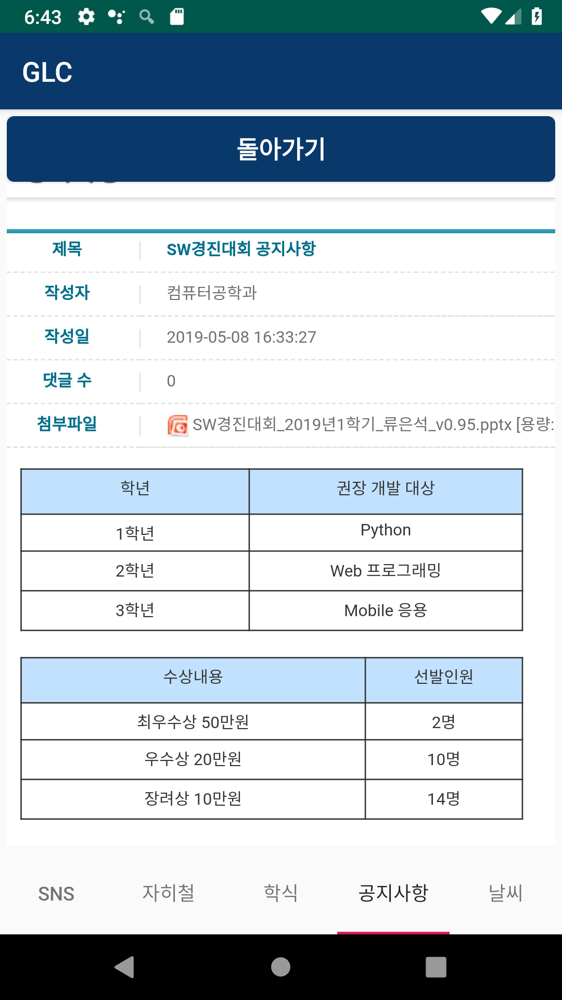 6:43
GLC
돌아가기
제목 SW경진대회 공지사항
작성자 컴퓨터공학과
작성일 2019-05-08 16:33:27
댓글 수 0
첨부파일 SW경진대회_2019년1학기_류은석_v0.95.pptx [용량:
학년 권장 개발 대상
1학년 Python
2학년 Web 프로그래밍
3학년 Mobile 응용
수상내용 선발인원
최우수상 50만원 2명
우수상 20만원 10명
장려상 10만원 14명
SNS 자히철 학식 공지사항 날씨